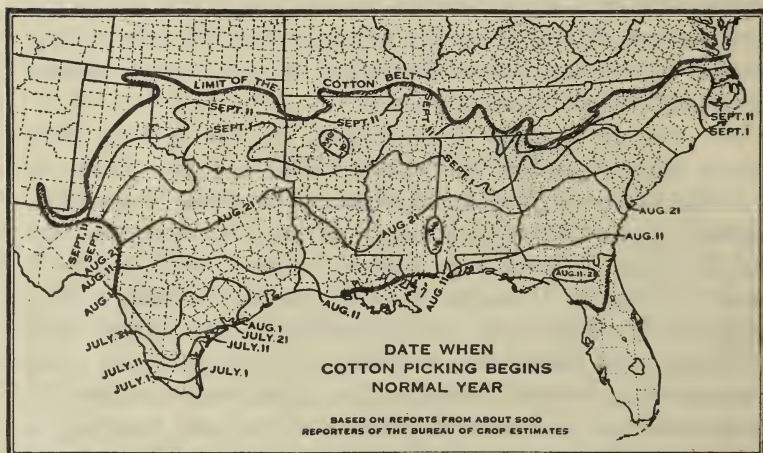 LIMIT OF THE COTTON BELT
SEPT. 11
SEPT. 11
SEPT. 11
SEPT. 11
SEPT. 1
SEPT. 1
SEPT. 1
AUG. 21
AUG. 21
AUG. 21
AUG. 11
SEPT. 11
SEPT. 1
AUG. 21
AUG. 11
AUG. 1
AUG. 11
AUG. 11
AUG. 11-21
AUG. 1
JULY. 21
JULY. 21
JULY. 11
JULY. 11
JULY. 1
JULY. 1
DATE WHEN
COTTON PICKING BEGINS
NORMAL YEAR
BASED ON REPORTS FROM ABOUT 5000
REPORTERS OF THE BUREAU OF CROP ESTIMATES